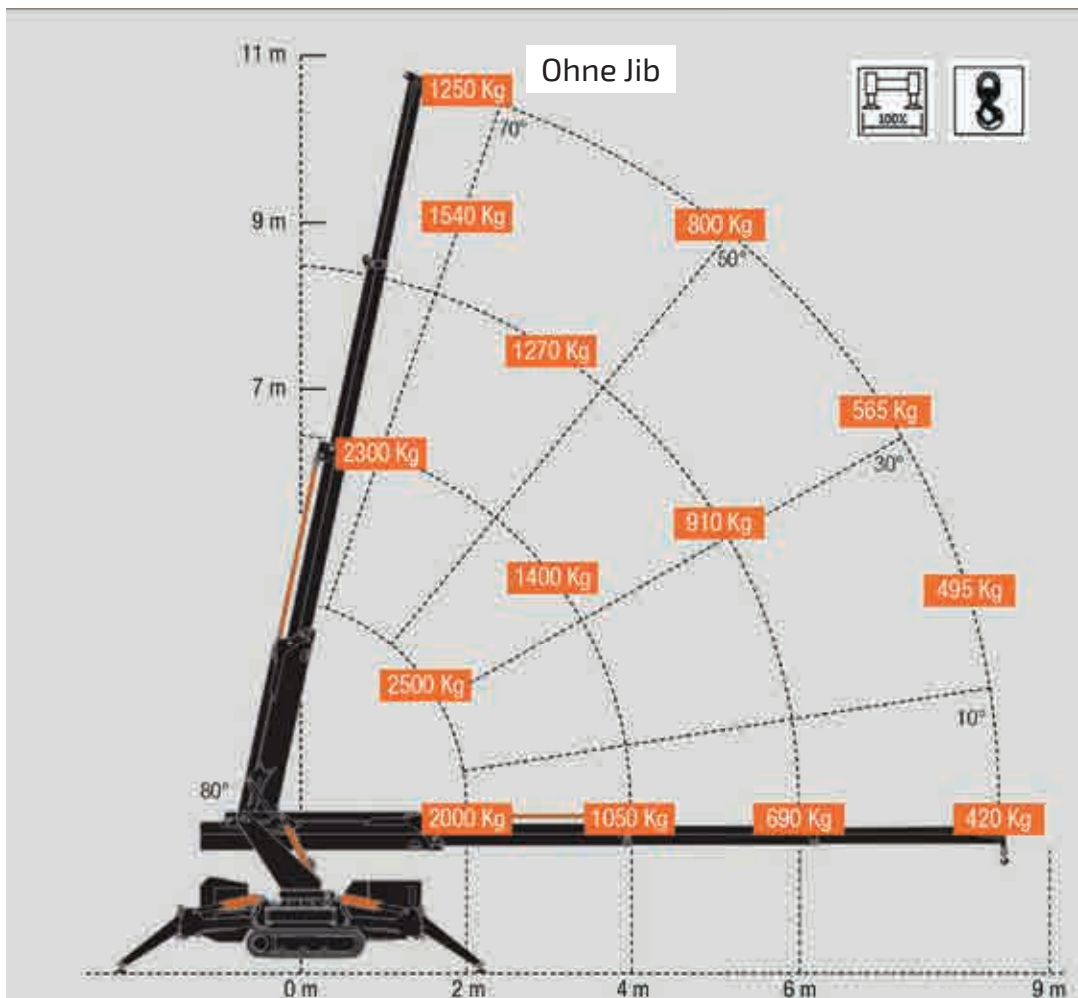 11 m
Ohne Jib
1250 Kg
100%
70°
9 m
1540 Kg
800 Kg
50°
1270 Kg
7 m
565 Kg
2300 Kg
30°
910 Kg
1400 Kg
495 Kg
2500 Kg
10°
80°
2000 Kg
1050 Kg
690 Kg
420 Kg
0 m
2 m
4 m
6 m
9 m